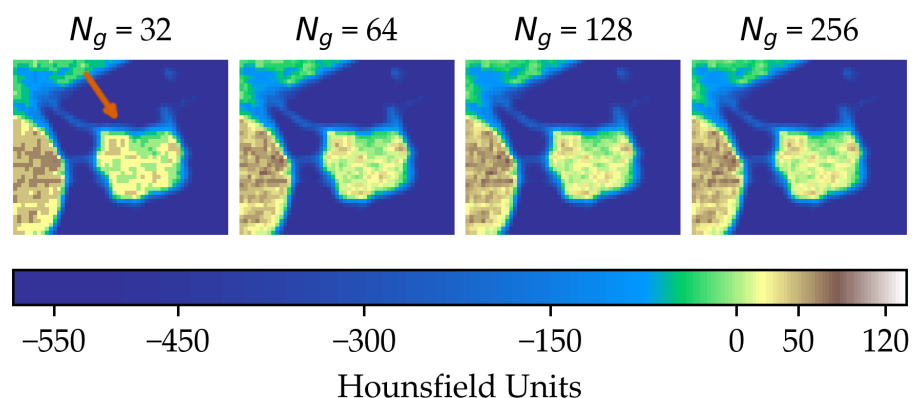 N_g = 32 N_g = 64 N_g = 128 N_g = 256
−550 −450 −300 −150 0 50 120
Hounsfield Units